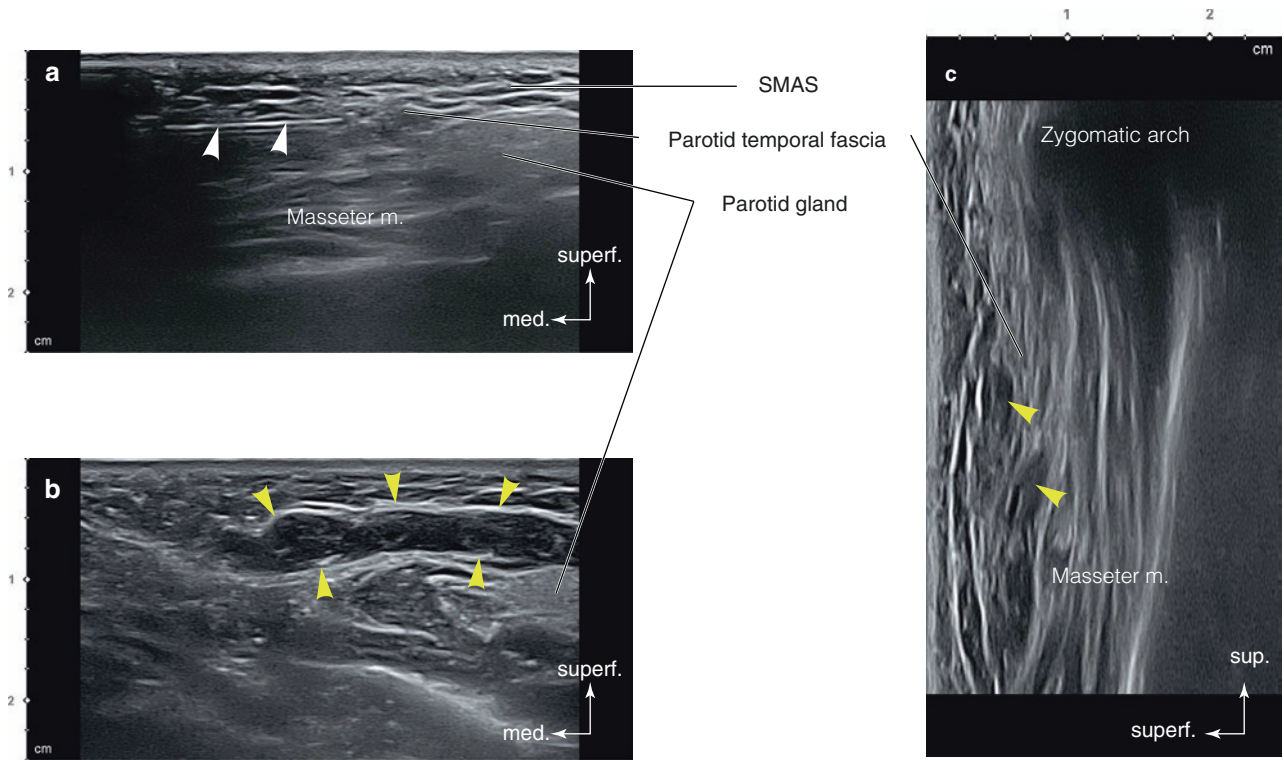 a
SMAS
Parotid temporal fascia
Parotid gland
Masseter m.
superf.
med.
1
2
cm
b
superf.
med.
1
2
cm
1
2
cm
c
Zygomatic arch
Masseter m.
sup.
superf.